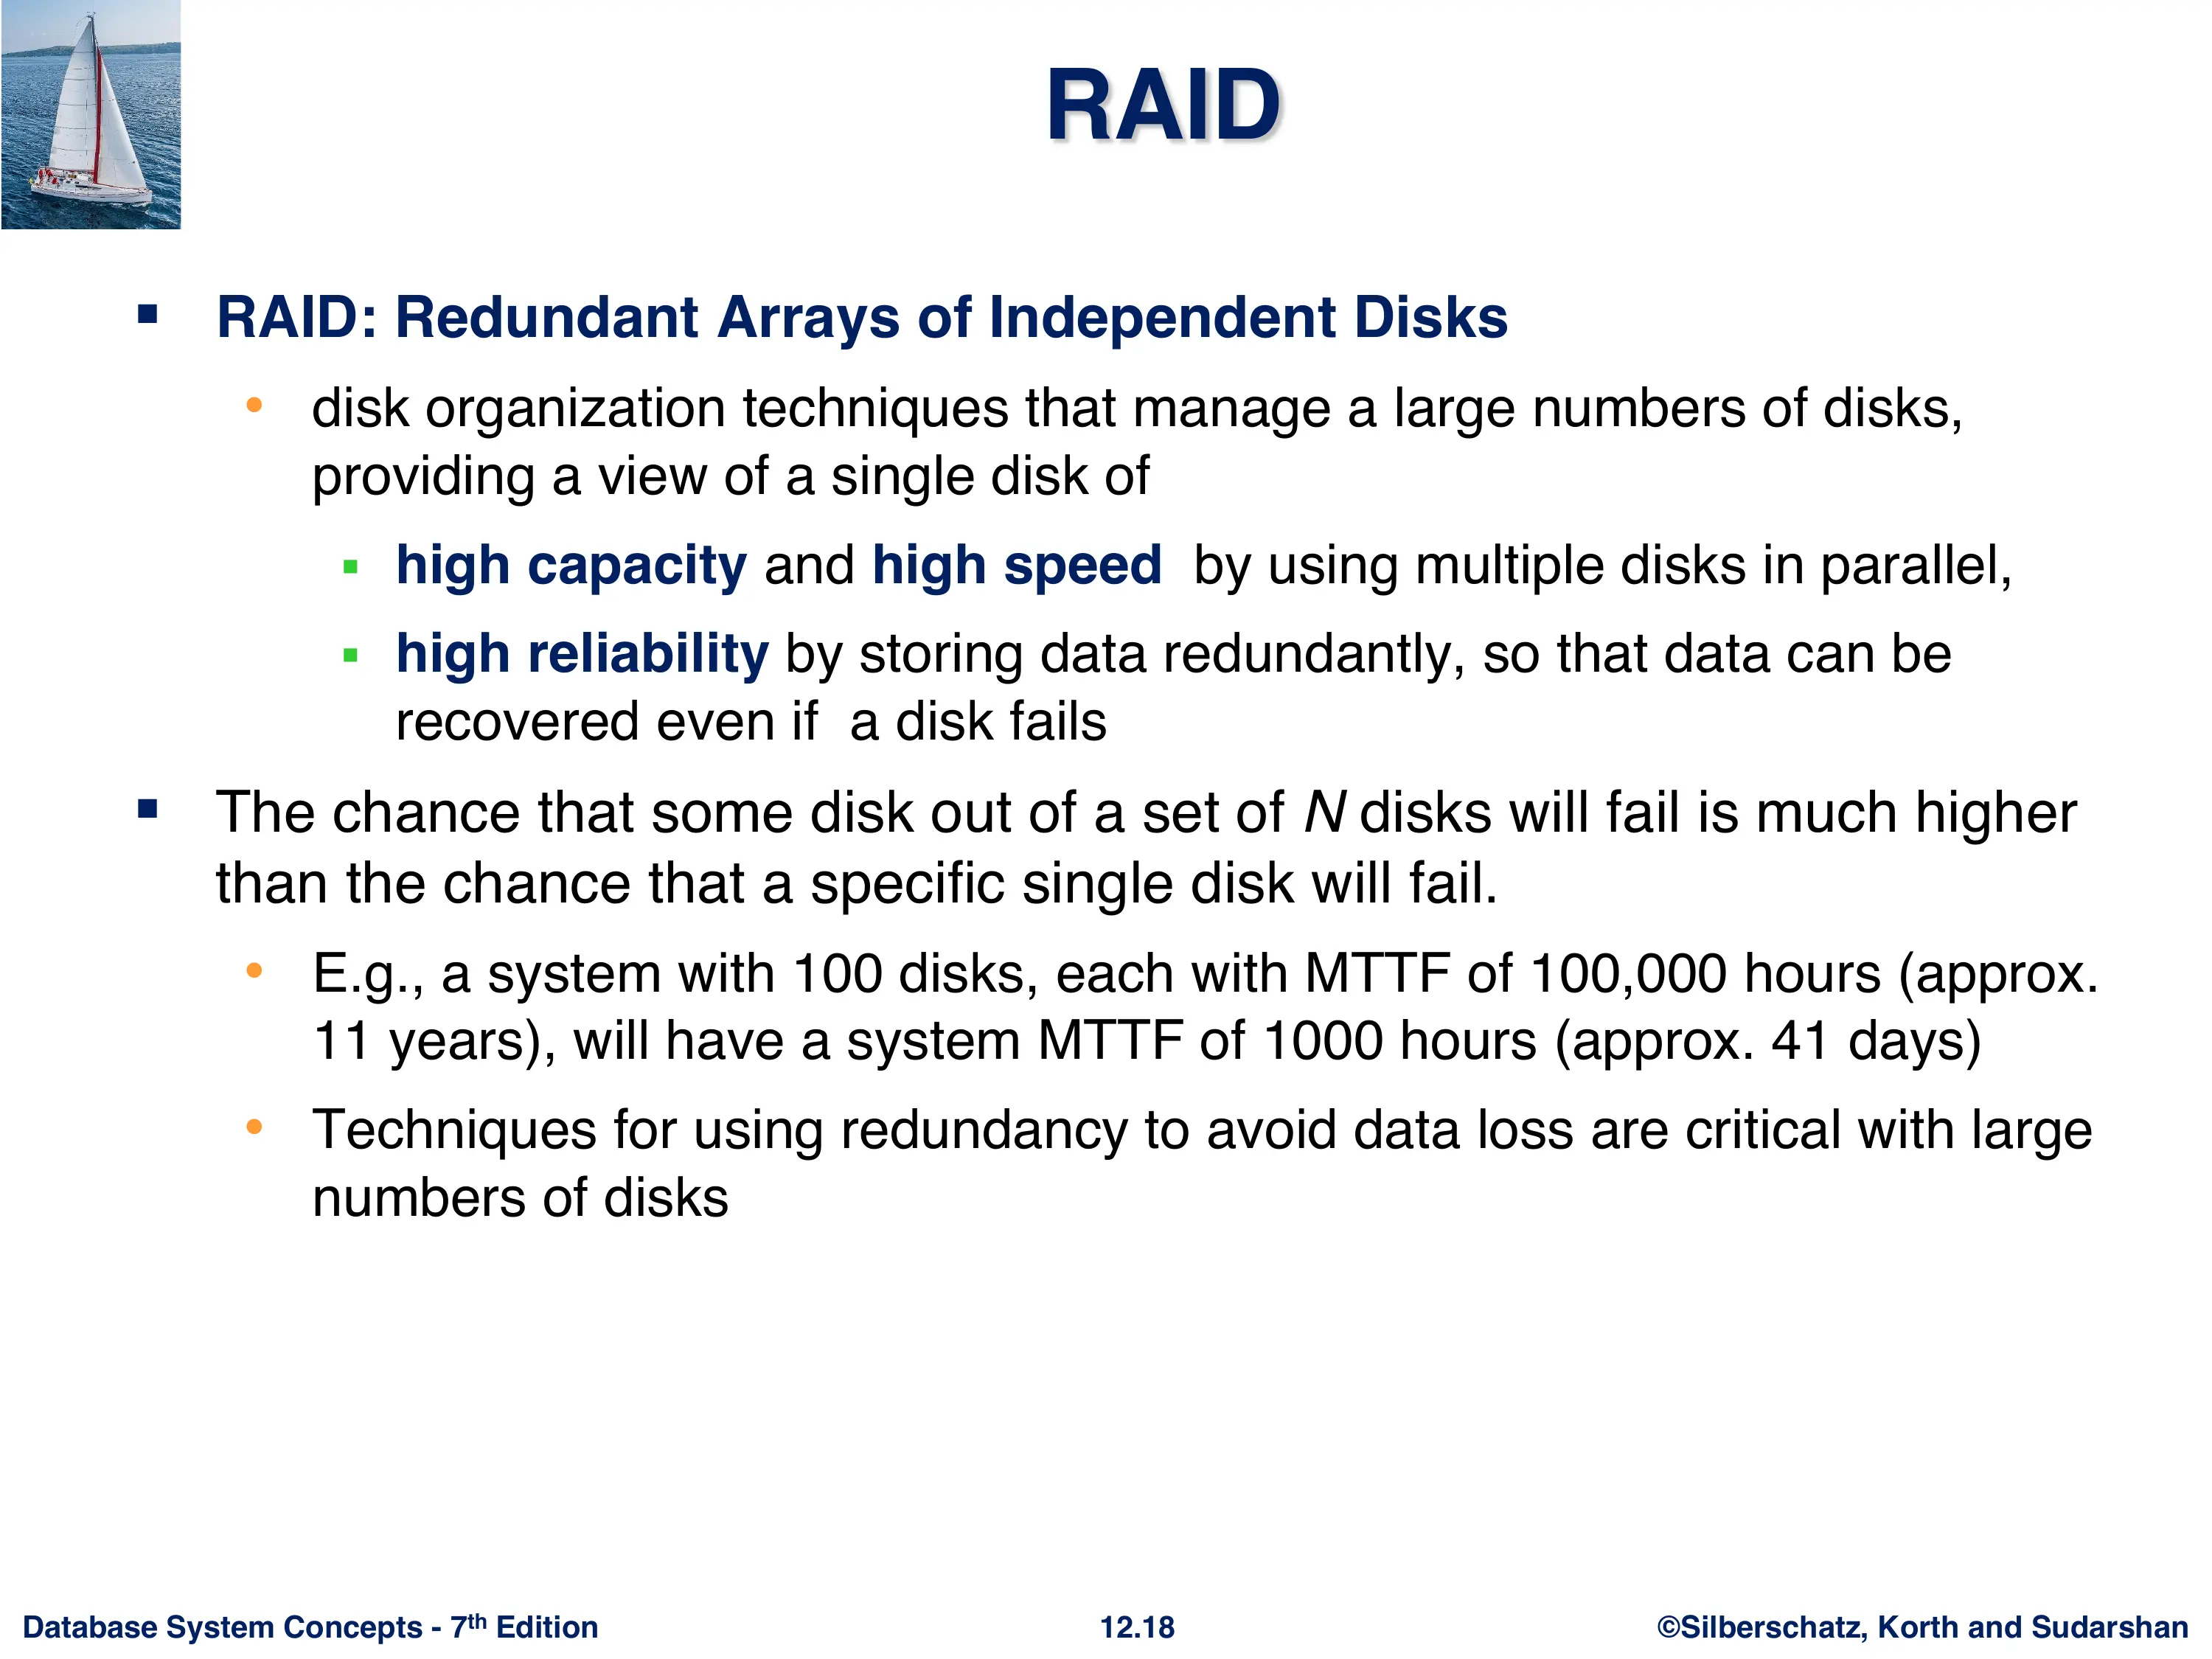 RAID
▪ RAID: Redundant Arrays of Independent Disks
• disk organization techniques that manage a large numbers of disks,
providing a view of a single disk of
▪ high capacity and high speed by using multiple disks in parallel,
▪ high reliability by storing data redundantly, so that data can be
recovered even if a disk fails
▪ The chance that some disk out of a set of N disks will fail is much higher
than the chance that a specific single disk will fail.
• E.g., a system with 100 disks, each with MTTF of 100,000 hours (approx.
11 years), will have a system MTTF of 1000 hours (approx. 41 days)
• Techniques for using redundancy to avoid data loss are critical with large
numbers of disks
Database System Concepts - 7th Edition 12.18 ©Silberschatz, Korth and Sudarshan